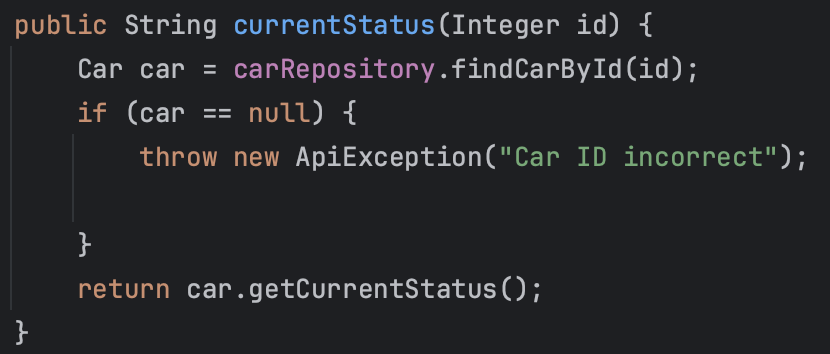 public String currentStatus(Integer id) {
    Car car = carRepository.findCarById(id);
    if (car == null) {
        throw new ApiException("Car ID incorrect");
    }
    return car.getCurrentStatus();
}